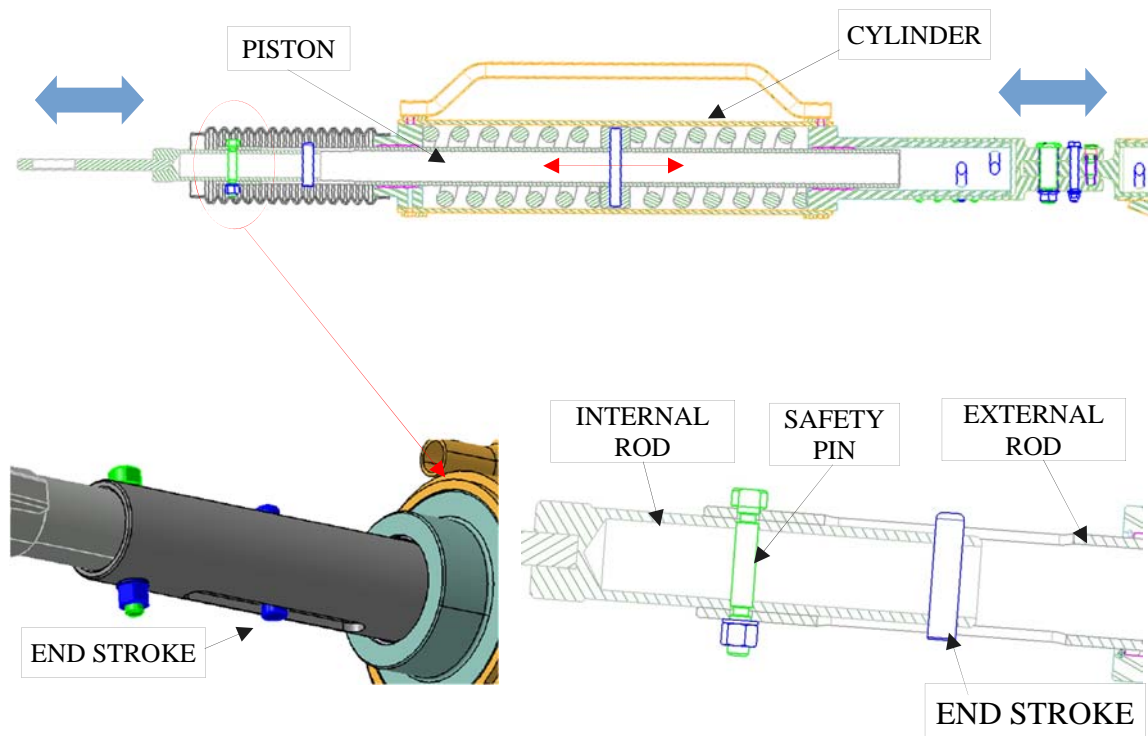 PISTON
CYLINDER
INTERNAL
ROD
SAFETY
PIN
EXTERNAL
ROD
END STROKE
END STROKE